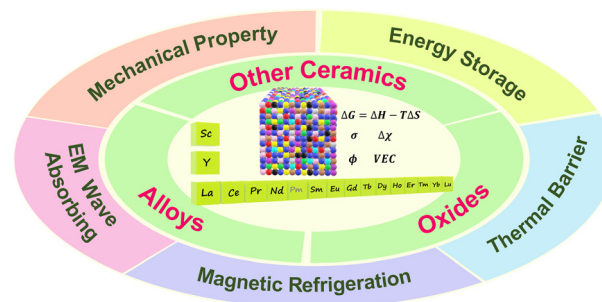 Mechanical Property
Energy Storage
Other Ceramics
ΔG = ΔH − TΔS
σ Δχ
ϕ VEC
Sc
Y
La Ce Pr Nd Pm Sm Eu Gd Tb Dy Ho Er Tm Yb Lu
EM Wave
Absorbing
Alloys
Oxides
Thermal Barrier
Magnetic Refrigeration